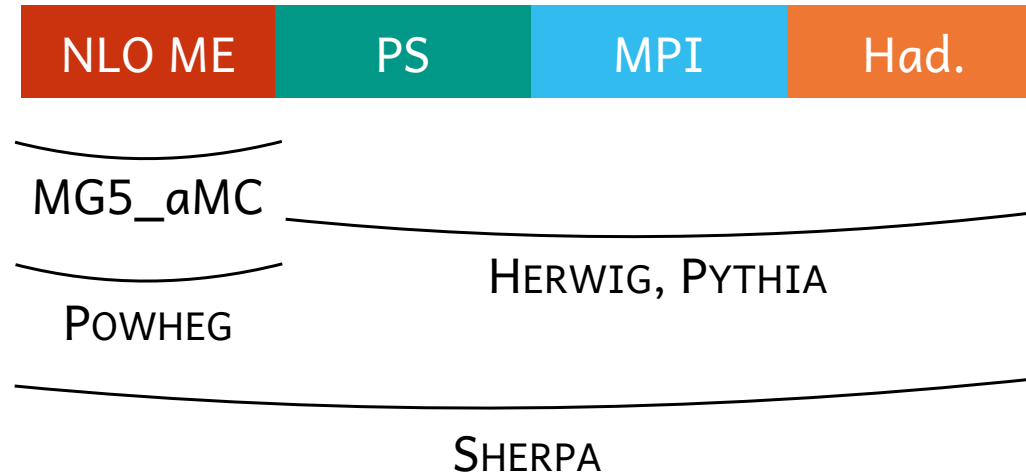 NLO ME PS MPI Had.
MG5_aMC
HERWIG, PYTHIA
POWHEG
SHERPA